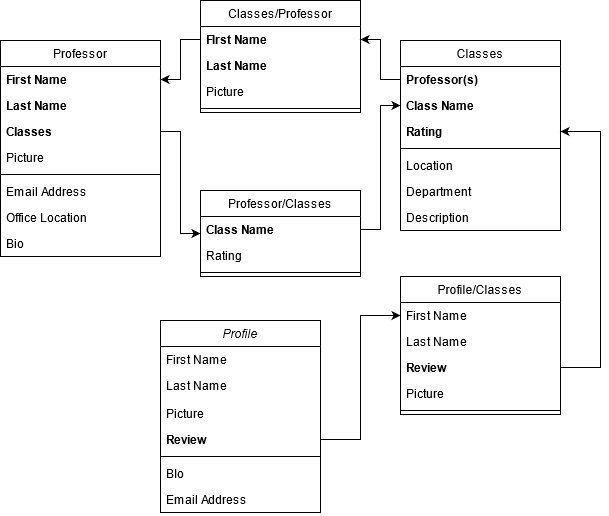 Classes/Professor
First Name
Last Name
Picture
Professor
First Name
Last Name
Classes
Picture
Email Address
Office Location
Bio
Classes
Professor(s)
Class Name
Rating
Location
Department
Description
Professor/Classes
Class Name
Rating
Profile/Classes
First Name
Last Name
Review
Picture
Profile
First Name
Last Name
Picture
Review
BIo
Email Address